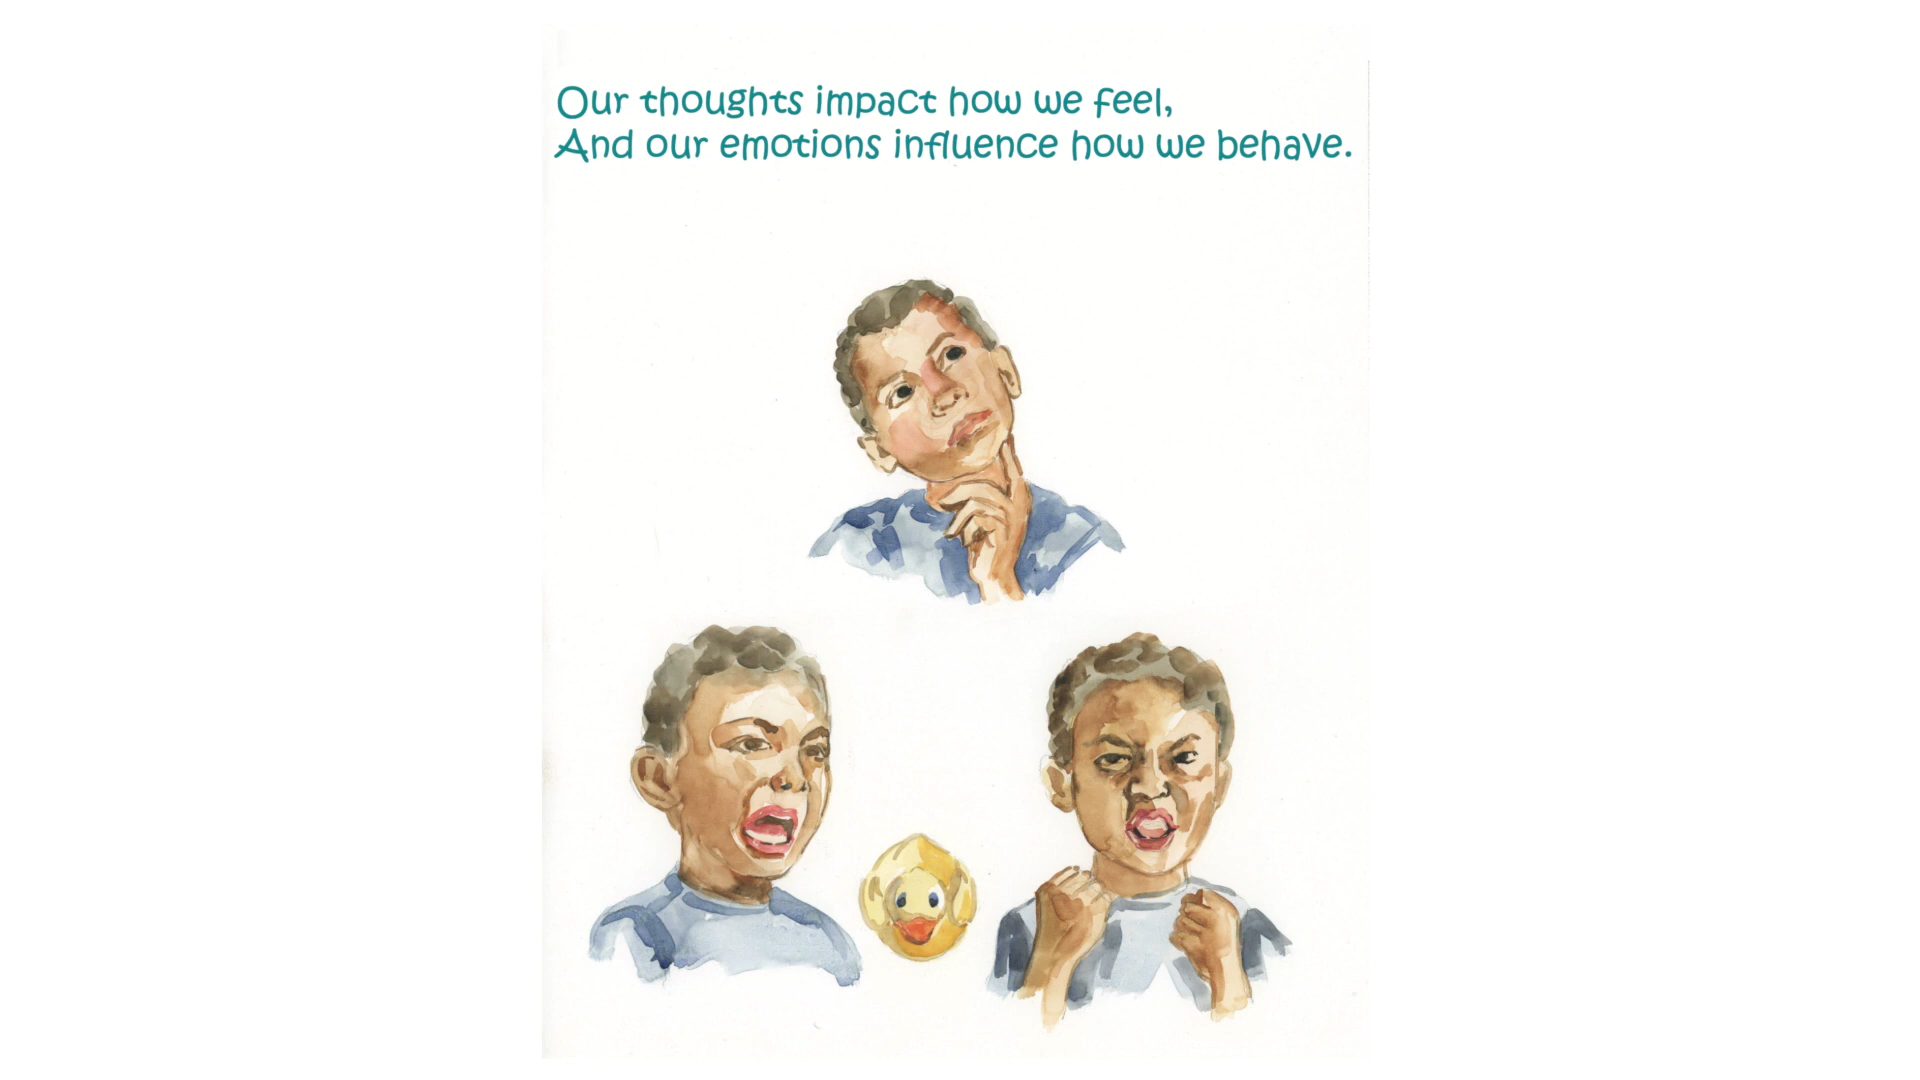 Our thoughts impact how we feel,
And our emotions influence how we behave.